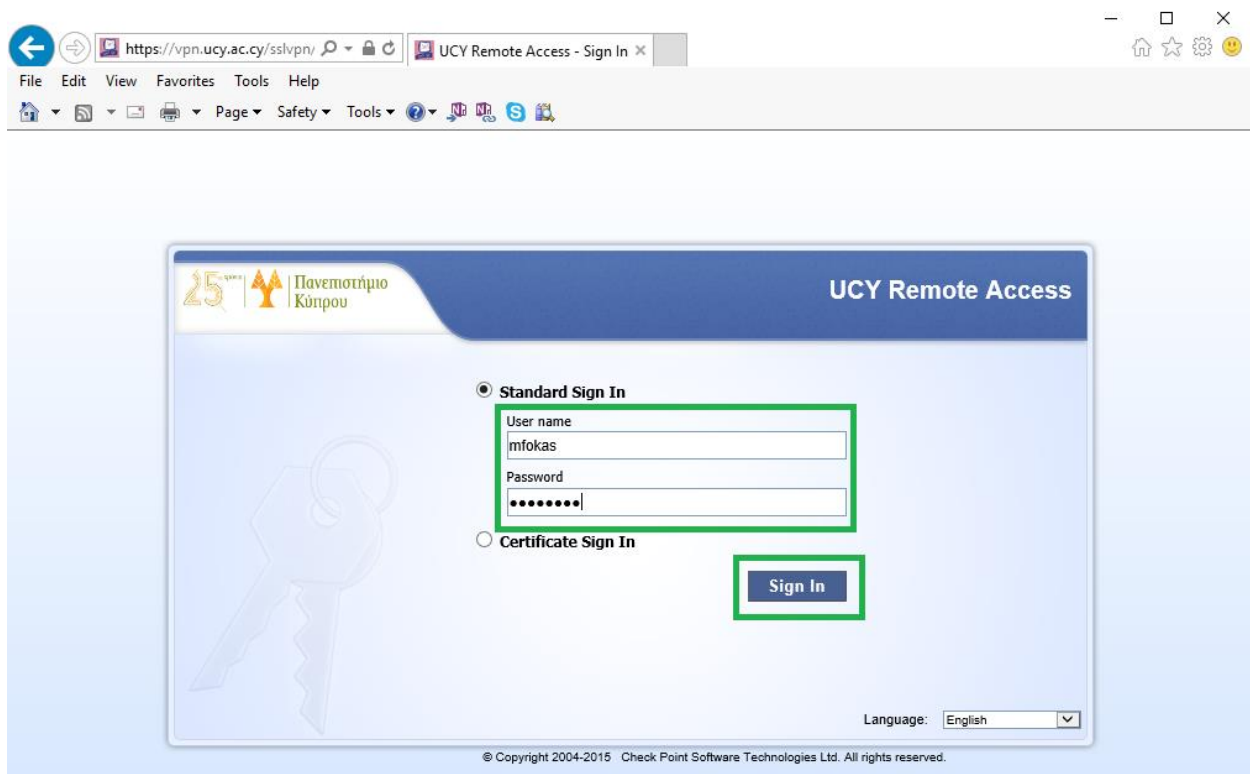 https://vpn.ucy.ac.cy/sslvpn/
UCY Remote Access - Sign In
File Edit View Favorites Tools Help
Page Safety Tools
25
Πανεπιστήμιο
Κύπρου
UCY Remote Access
Standard Sign In
User name
mfokas
Password
••••••••
Certificate Sign In
Sign In
Language: English
© Copyright 2004-2015 Check Point Software Technologies Ltd. All rights reserved.